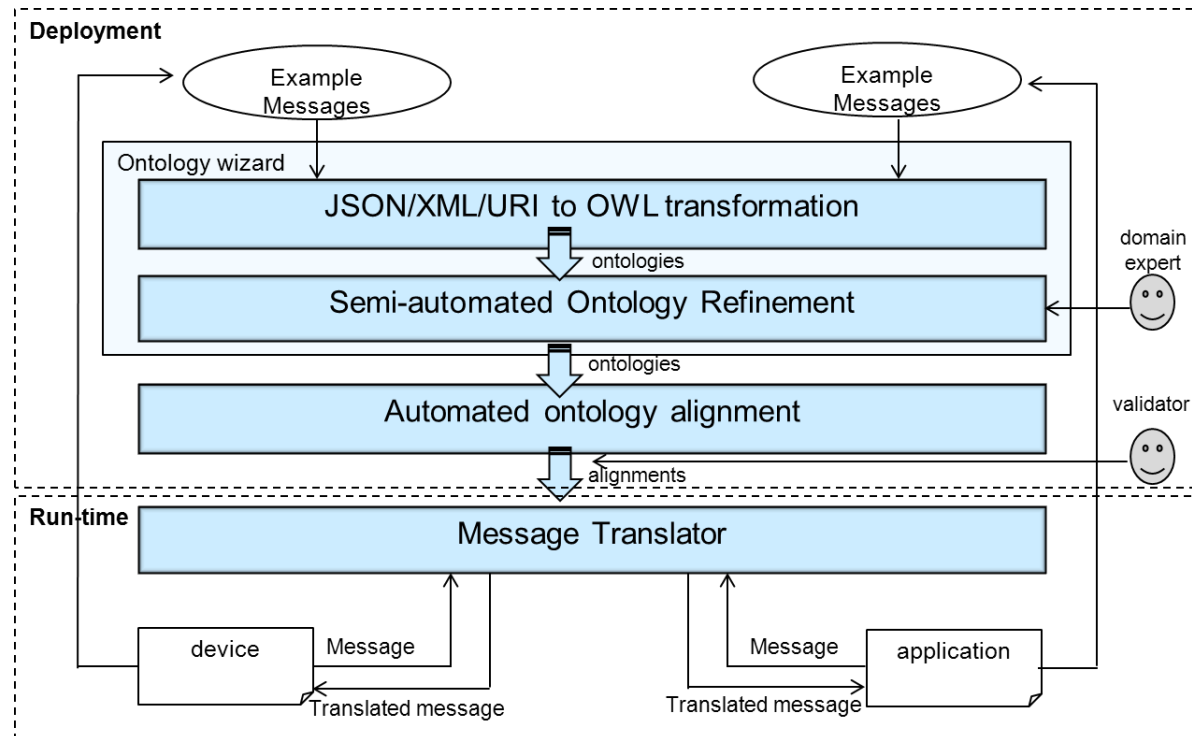 Deployment
Example
Messages
Example
Messages
Ontology wizard
JSON/XML/URI to OWL transformation
ontologies
domain
expert
Semi-automated Ontology Refinement
ontologies
Automated ontology alignment
validator
alignments
Run-time
Message Translator
device
Message
Translated message
Message
application
Translated message